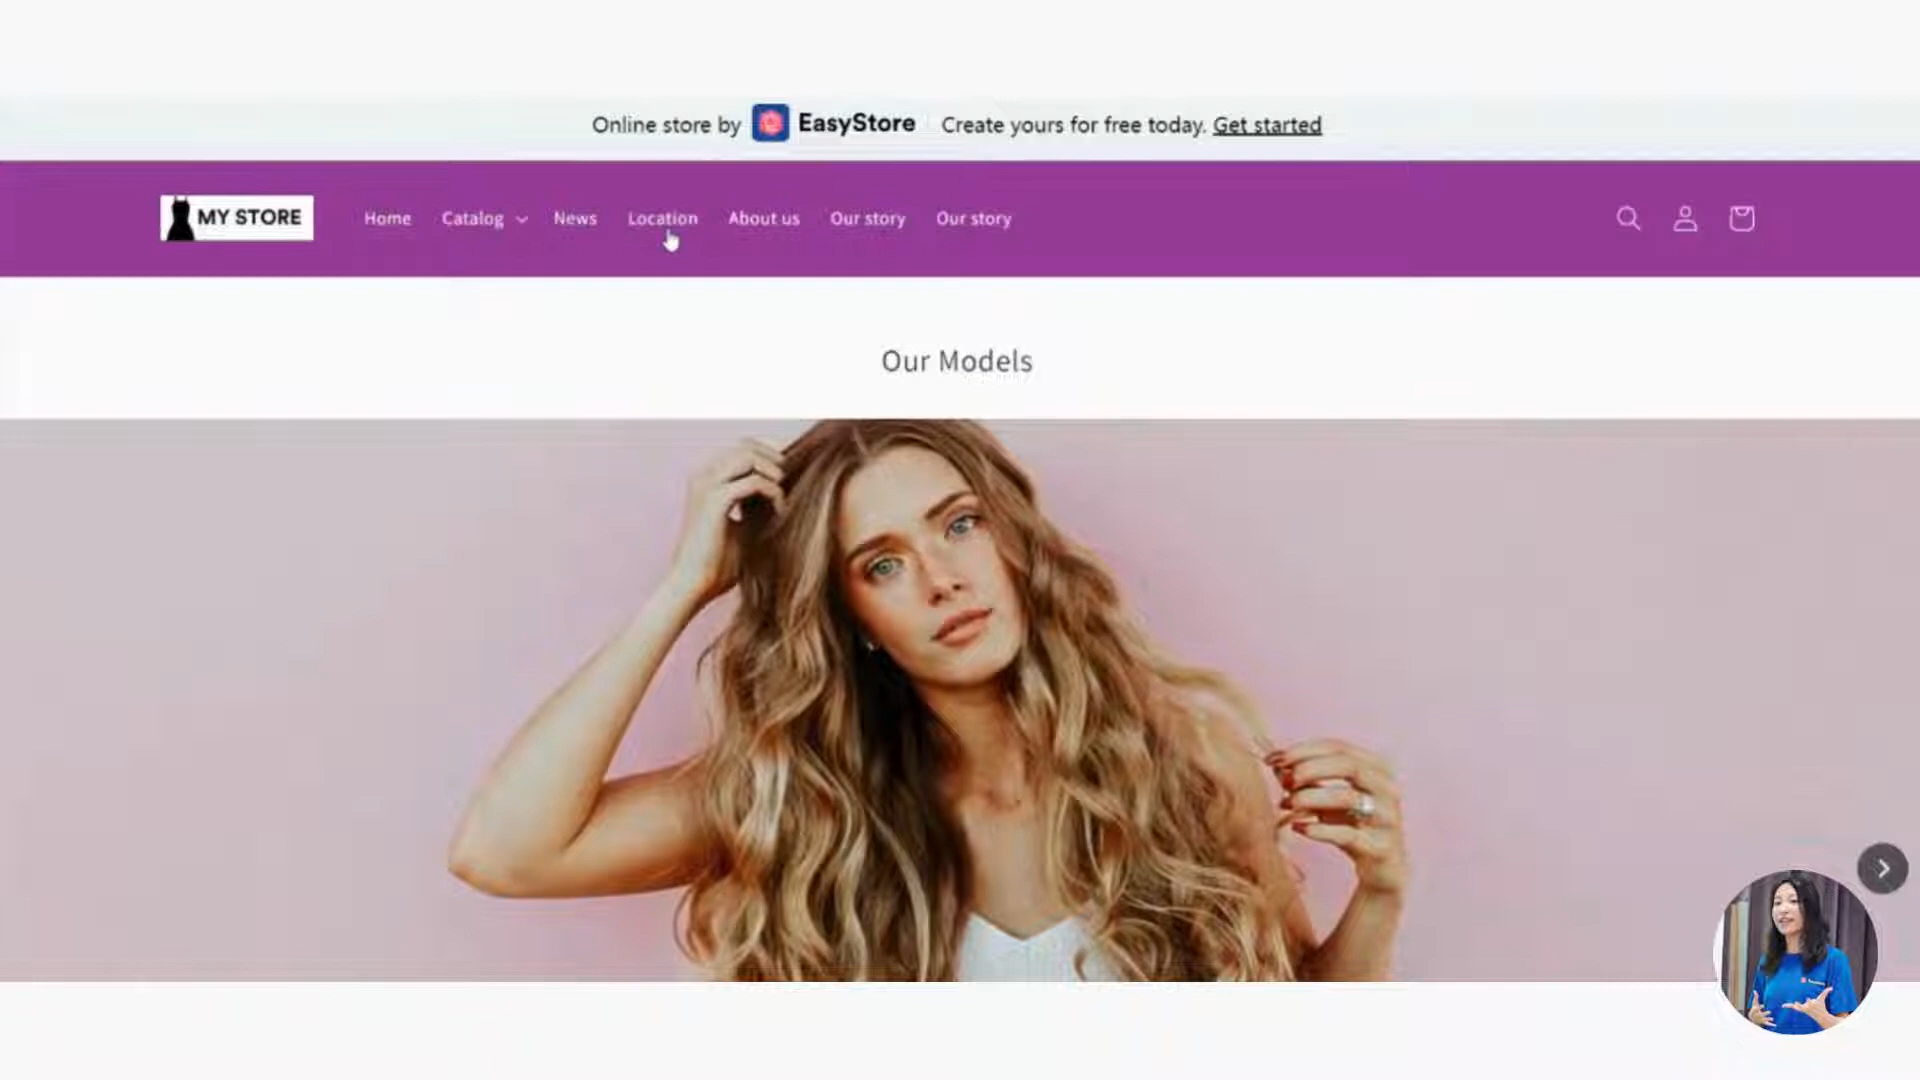 Online store by EasyStore Create yours for free today. Get started
MY STORE Home Catalog News Location About us Our story Our story
Our Models